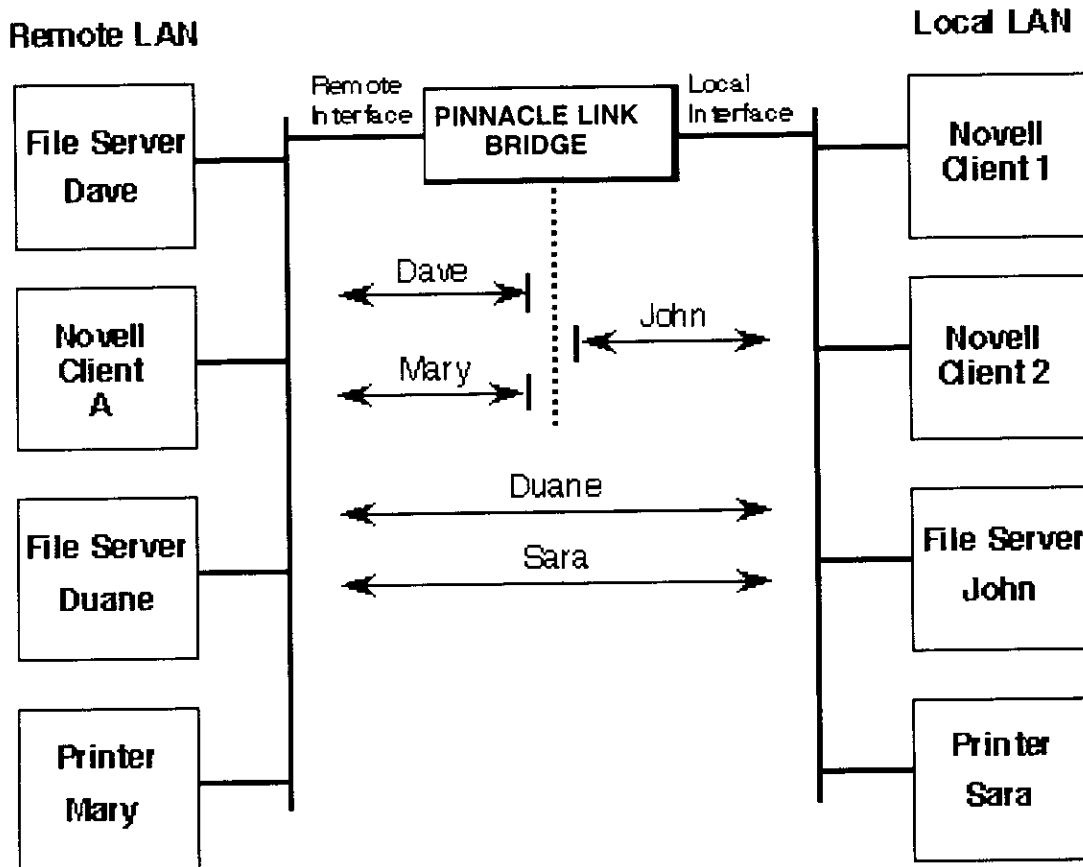 Remote LAN
Local LAN
Remote
Interface
PINNACLE LINK
BRIDGE
Local
Interface
File Server
Dave
Novell
Client 1
Dave
John
Mary
Novell
Client
A
Novell
Client 2
Duane
Sara
File Server
Duane
File Server
John
Printer
Mary
Printer
Sara